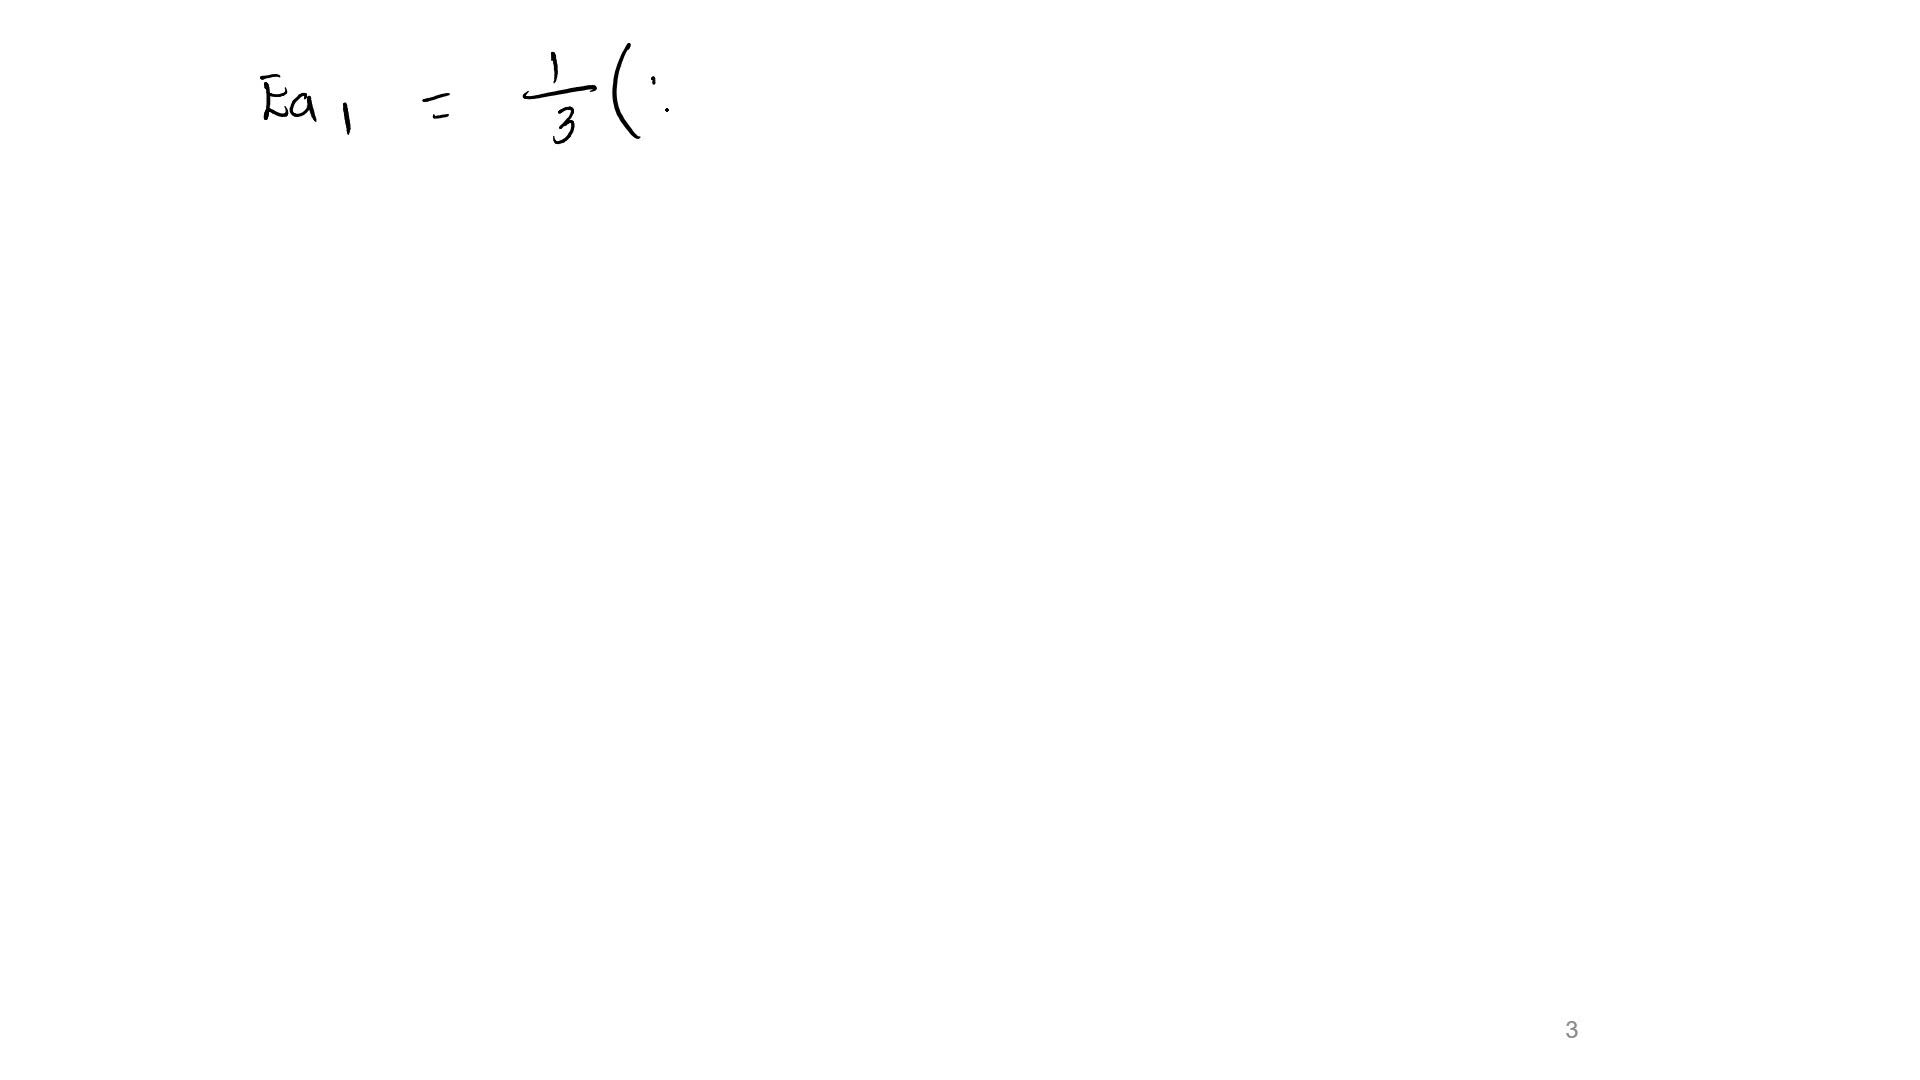 Ea₁ = 1/3 (
3